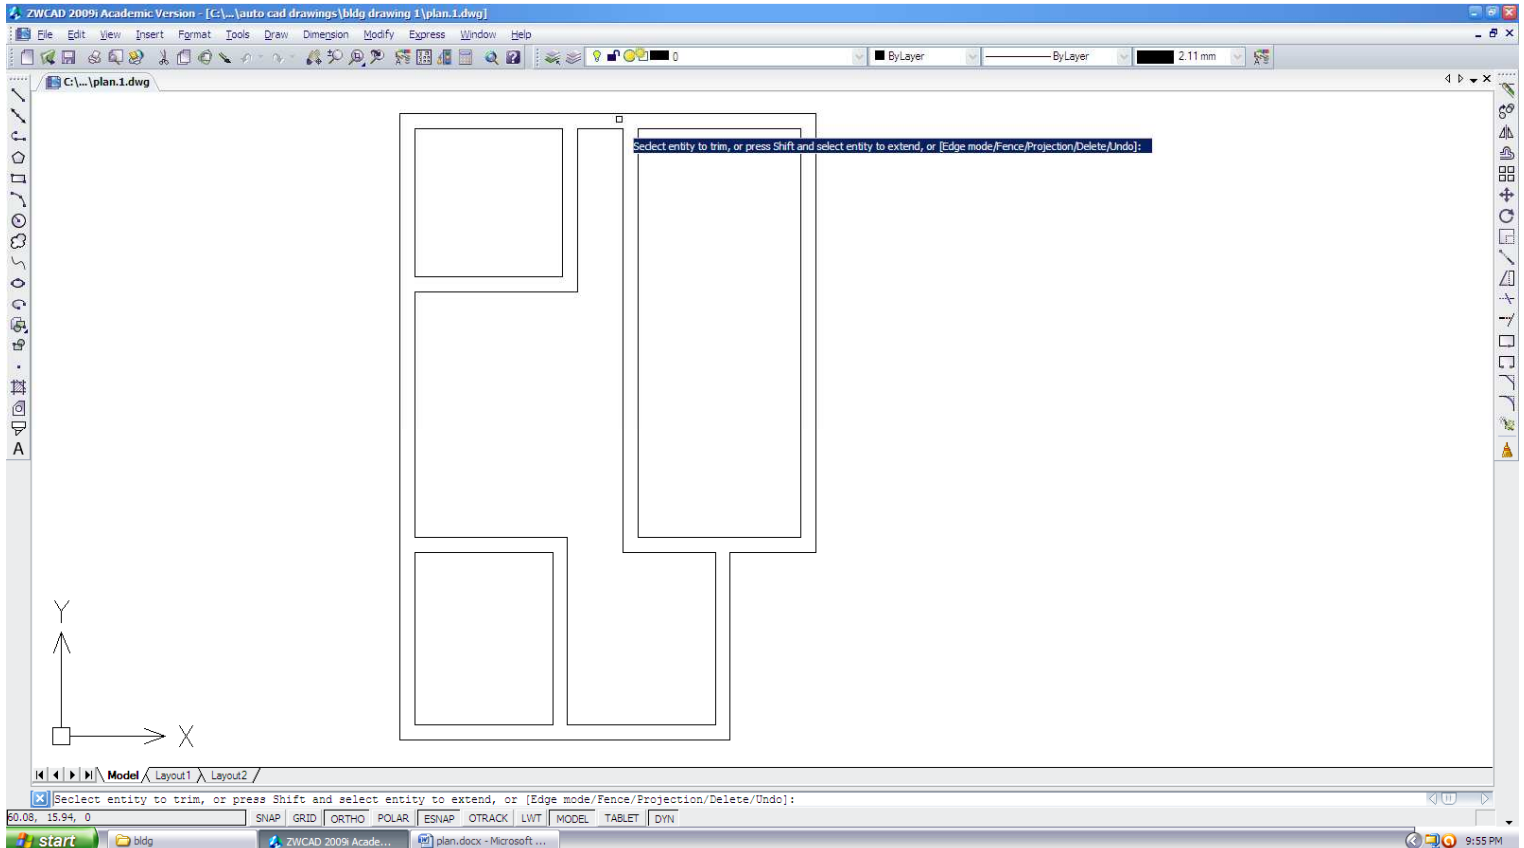 ZWCAD 2009i Academic Version - [C:\...\auto cad drawings\bldg drawing 1\plan.1.dwg]
File Edit View Insert Format Tools Draw Dimension Modify Express Window Help
0 ByLayer ByLayer 2.11 mm
C:\...\plan.1.dwg
Seclect entity to trim, or press Shift and select entity to extend, or [Edge mode/Fence/Projection/Delete/Undo]:
A
Y
X
Model Layout1 Layout2
Seclect entity to trim, or press Shift and select entity to extend, or [Edge mode/Fence/Projection/Delete/Undo]:
60.08, 15.94, 0 SNAP GRID ORTHO POLAR ESNAP OTRACK LWT MODEL TABLET DYN
start bldg ZWCAD 2009i Acade... plan.docx - Microsoft ... 9:55 PM